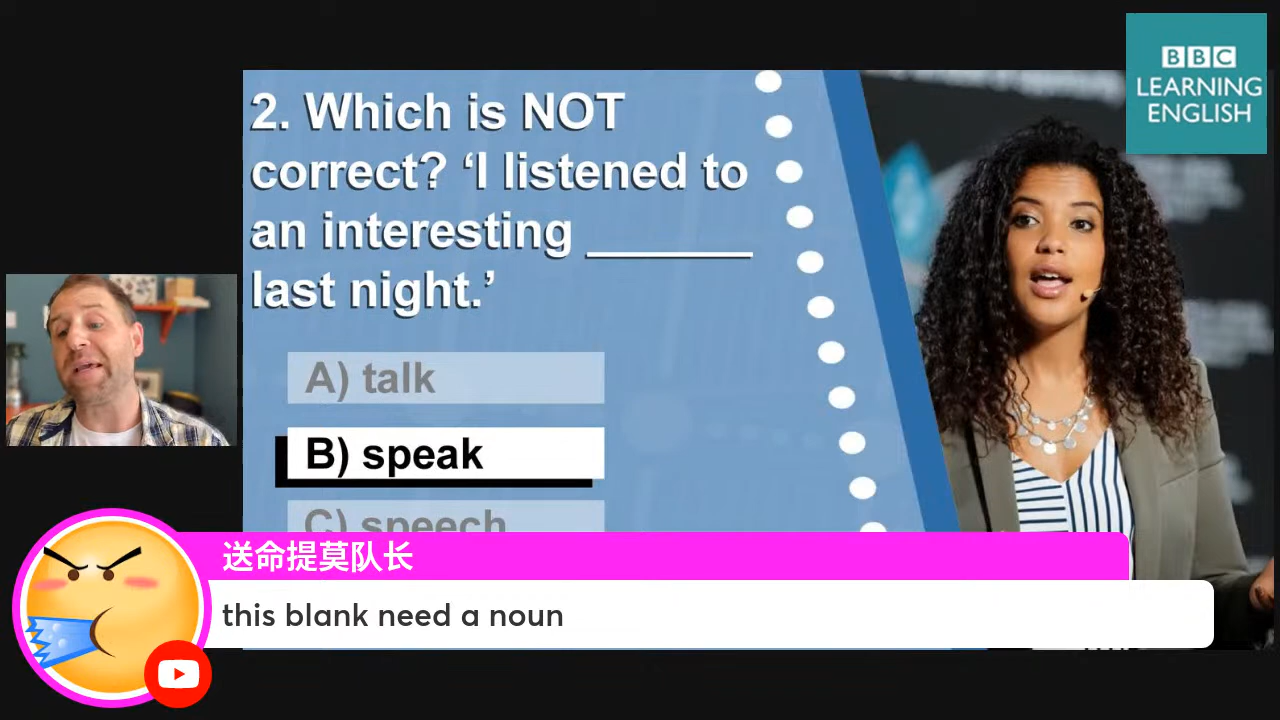 BBC
LEARNING
ENGLISH
2. Which is NOT
correct? ‘I listened to
an interesting ______
last night.’
A) talk
B) speak
C) speech
送命提莫队长
this blank need a noun